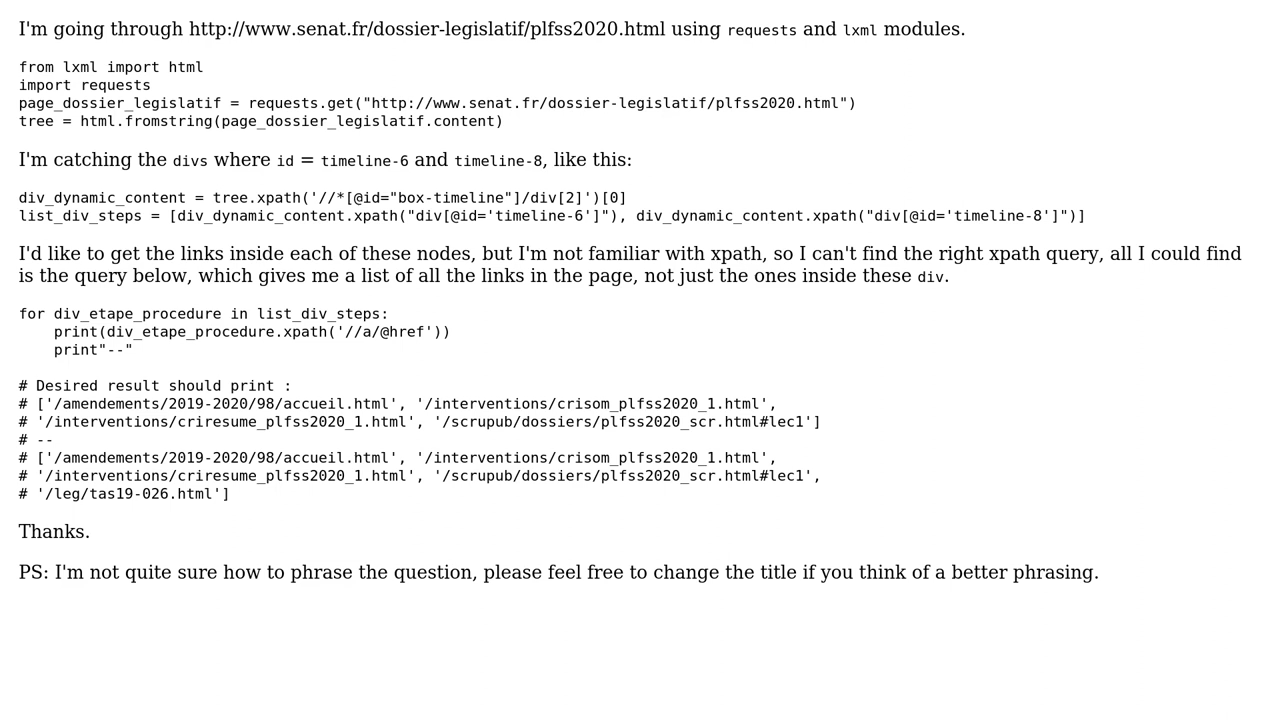 I'm going through http://www.senat.fr/dossier-legislatif/plfss2020.html using requests and lxml modules.
from lxml import html
import requests
page_dossier_legislatif = requests.get("http://www.senat.fr/dossier-legislatif/plfss2020.html")
tree = html.fromstring(page_dossier_legislatif.content)
I'm catching the divs where id = timeline-6 and timeline-8, like this:
div_dynamic_content = tree.xpath('//*[@id="box-timeline"]/div[2]')[0]
list_div_steps = [div_dynamic_content.xpath("div[@id='timeline-6']"), div_dynamic_content.xpath("div[@id='timeline-8']")]
I'd like to get the links inside each of these nodes, but I'm not familiar with xpath, so I can't find the right xpath query, all I could find
is the query below, which gives me a list of all the links in the page, not just the ones inside these div.
for div_etape_procedure in list_div_steps:
    print(div_etape_procedure.xpath('//a/@href'))
    print"--"
# Desired result should print :
# ['/amendements/2019-2020/98/accueil.html', '/interventions/crisom_plfss2020_1.html',
# '/interventions/criresume_plfss2020_1.html', '/scrupub/dossiers/plfss2020_scr.html#lec1']
# --
# ['/amendements/2019-2020/98/accueil.html', '/interventions/crisom_plfss2020_1.html',
# '/interventions/criresume_plfss2020_1.html', '/scrupub/dossiers/plfss2020_scr.html#lec1',
# '/leg/tas19-026.html']
Thanks.
PS: I'm not quite sure how to phrase the question, please feel free to change the title if you think of a better phrasing.